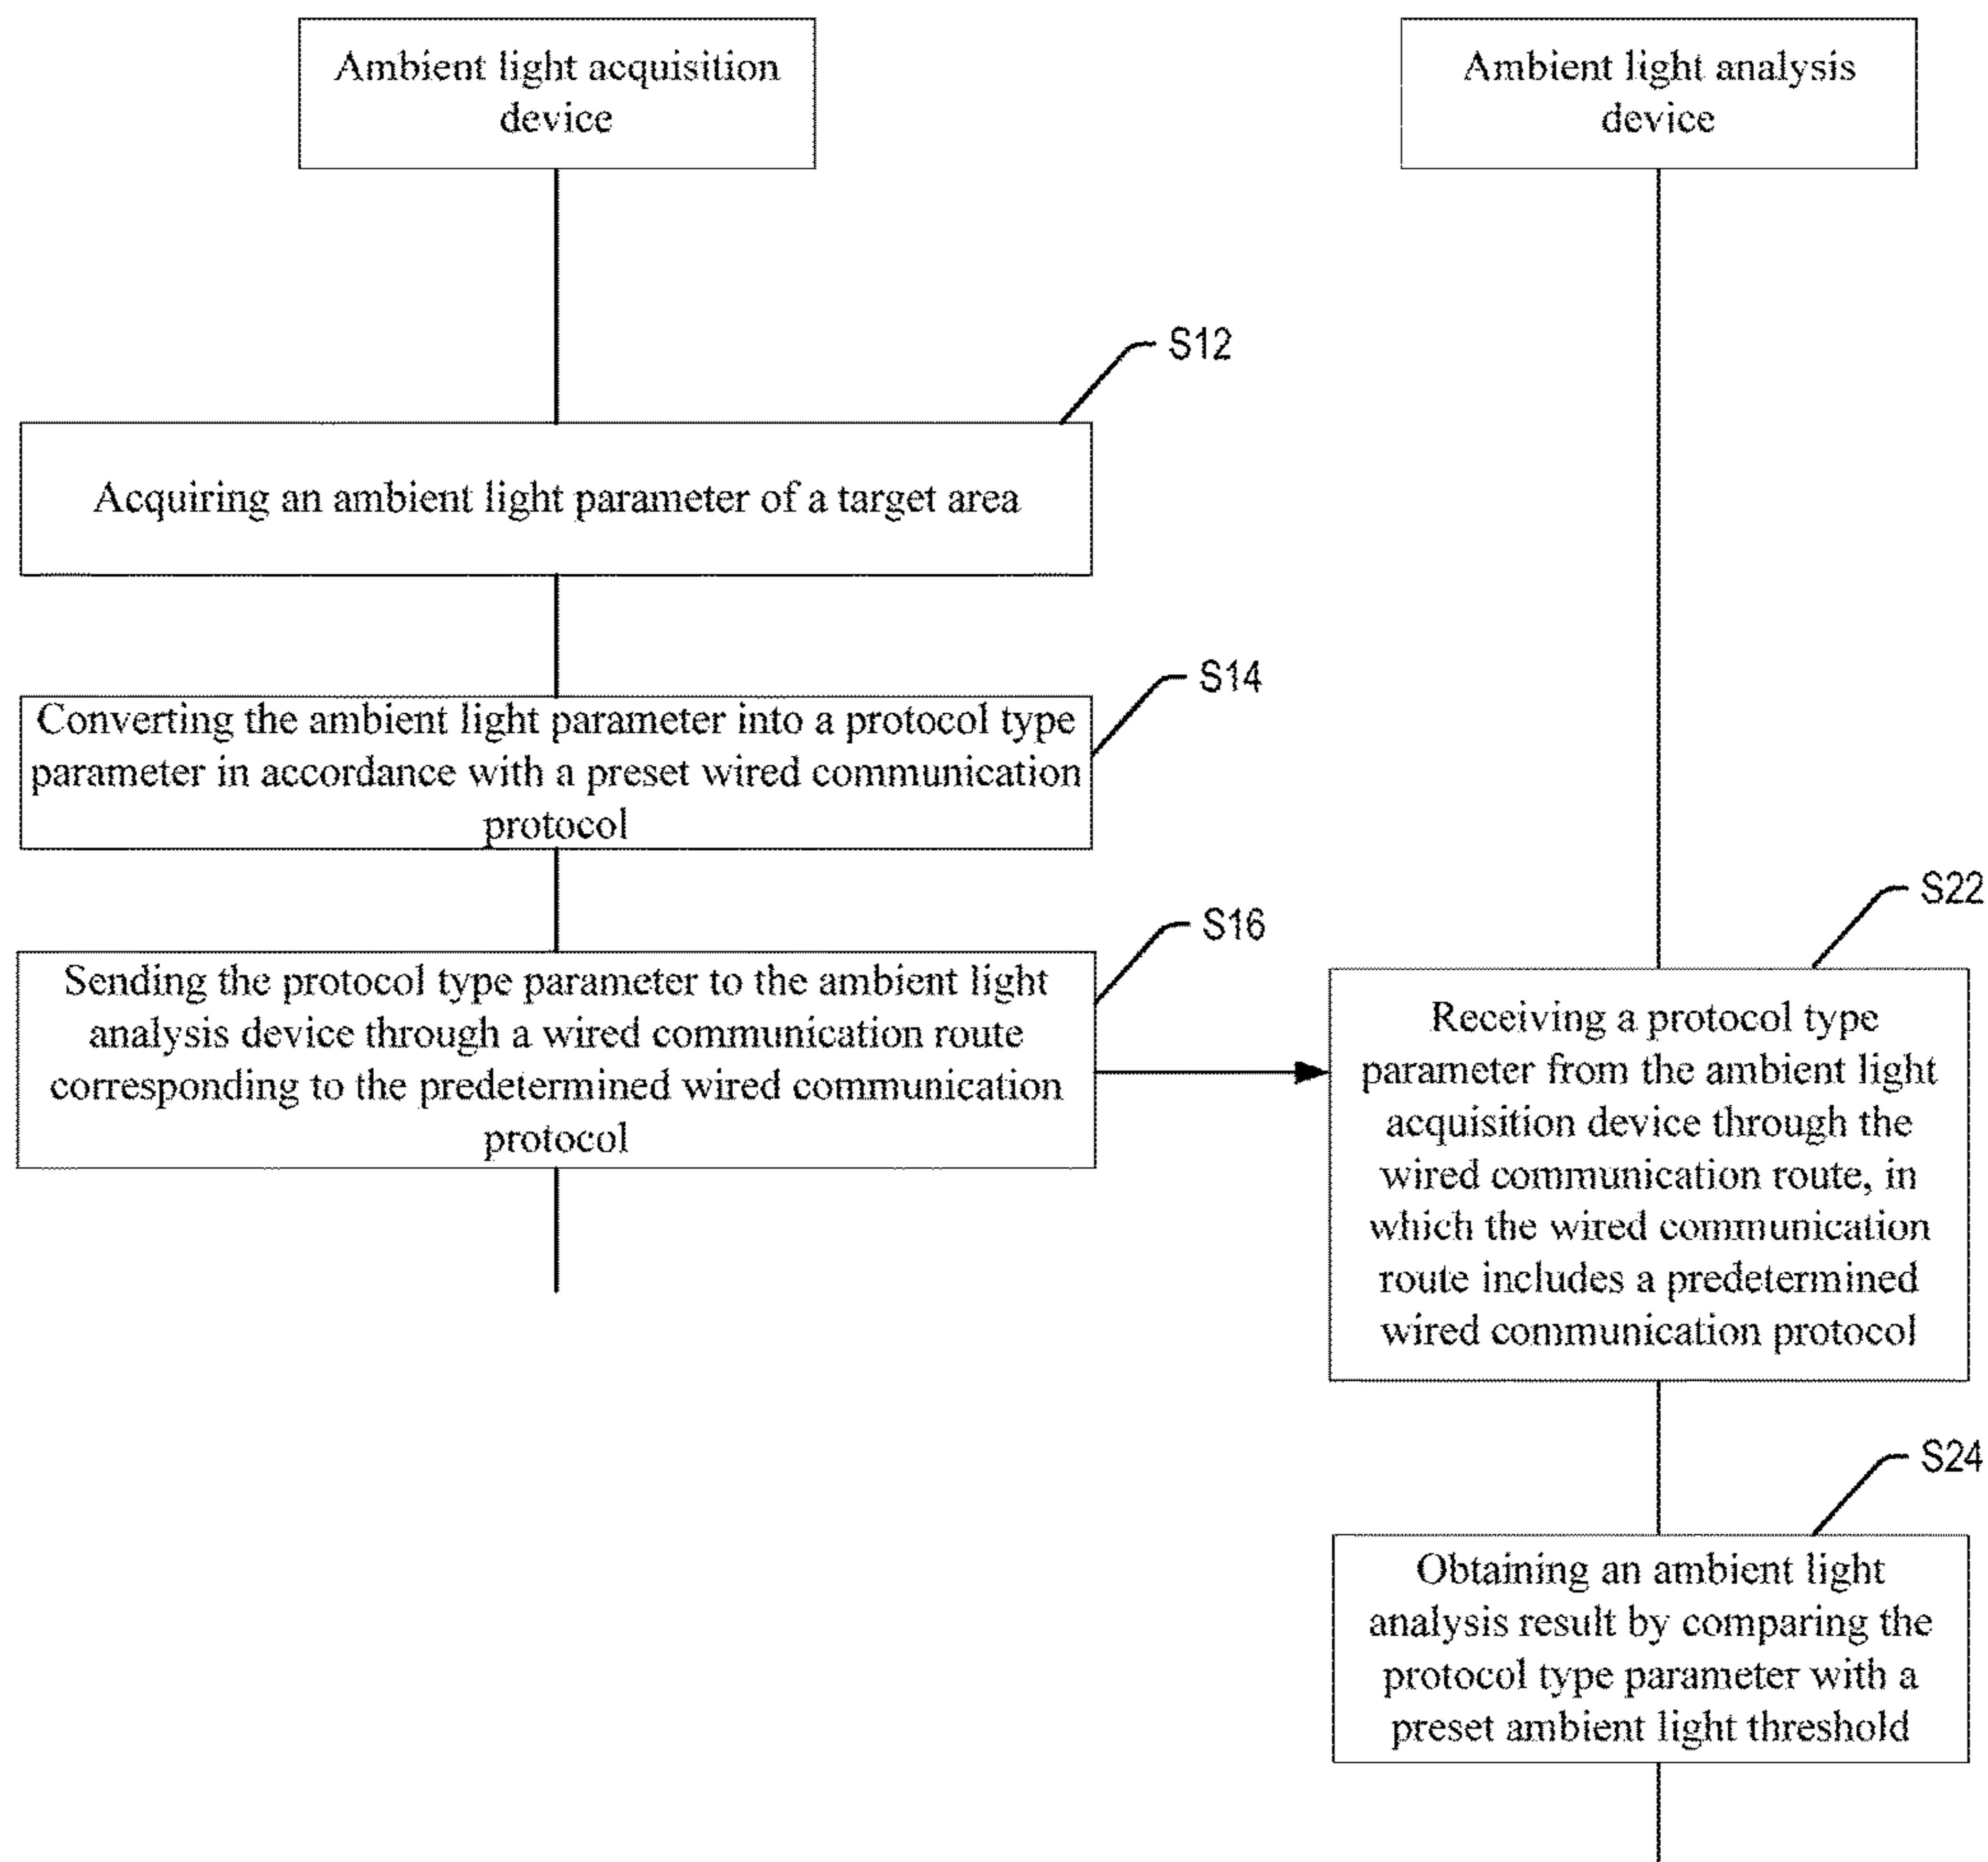 Ambient light acquisition
device
Ambient light analysis
device
S12
Acquiring an ambient light parameter of a target area
S14
Converting the ambient light parameter into a protocol type
parameter in accordance with a preset wired communication
protocol
S16
Sending the protocol type parameter to the ambient light
analysis device through a wired communication route
corresponding to the predetermined wired communication
protocol
S22
Receiving a protocol type
parameter from the ambient light
acquisition device through the
wired communication route, in
which the wired communication
route includes a predetermined
wired communication protocol
S24
Obtaining an ambient light
analysis result by comparing the
protocol type parameter with a
preset ambient light threshold